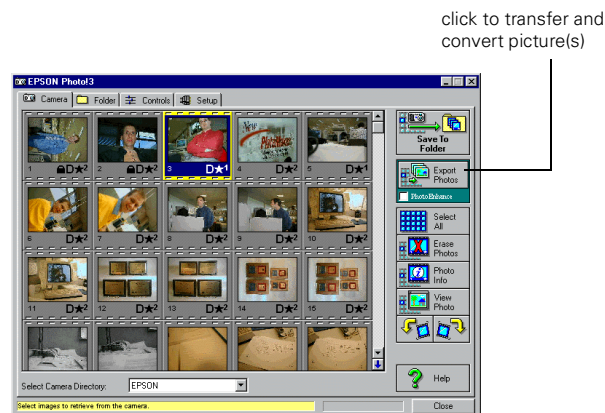 click to transfer and
convert picture(s)
EPSON Photo!3
Camera Folder Controls Setup
1 D★2
2 D★2
3 D★1
4 D★2
5 D★1
6 D★2
7 D★2
8 D★2
9 D★2
10 D★2
11 D★2
12 D★2
13 D★2
14 D★2
15 D★2
New
Save To
Folder
Export
Photos
PhotoEnhance
Select
All
Erase
Photos
Photo
Info
View
Photo
Help
Select Camera Directory: EPSON
Select images to retrieve from the camera.
Close